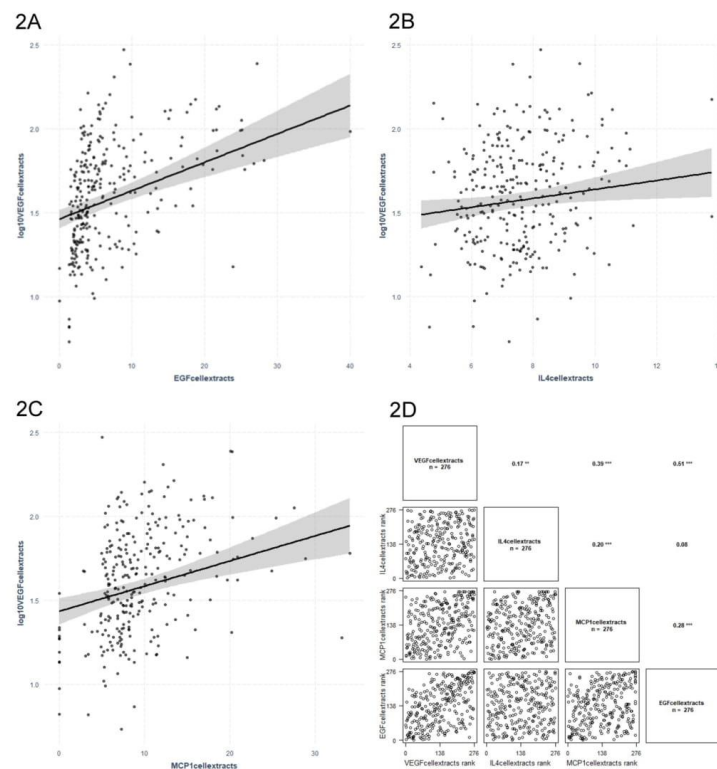 2A
2B
2.5
2.0
1.5
1.0
log10VEGFcellextracts
0 10 20 30 40
EGFcellextracts
2.5
2.0
1.5
1.0
log10VEGFcellextracts
4 6 8 10 12
IL4cellextracts
2C
2D
2.5
2.0
1.5
1.0
log10VEGFcellextracts
0 10 20 30
MCP1cellextracts
VEGFcellextracts
n = 276
0.17 **
0.39 ***
0.51 ***
IL4cellextracts rank
0 138 276
IL4cellextracts
n = 276
0.20 ***
0.08
MCP1cellextracts rank
0 138 276
MCP1cellextracts
n = 276
0.28 ***
EGFcellextracts rank
0 138 276
EGFcellextracts
n = 276
0 138 276
0 138 276
0 138 276
VEGFcellextracts rank
IL4cellextracts rank
MCP1cellextracts rank